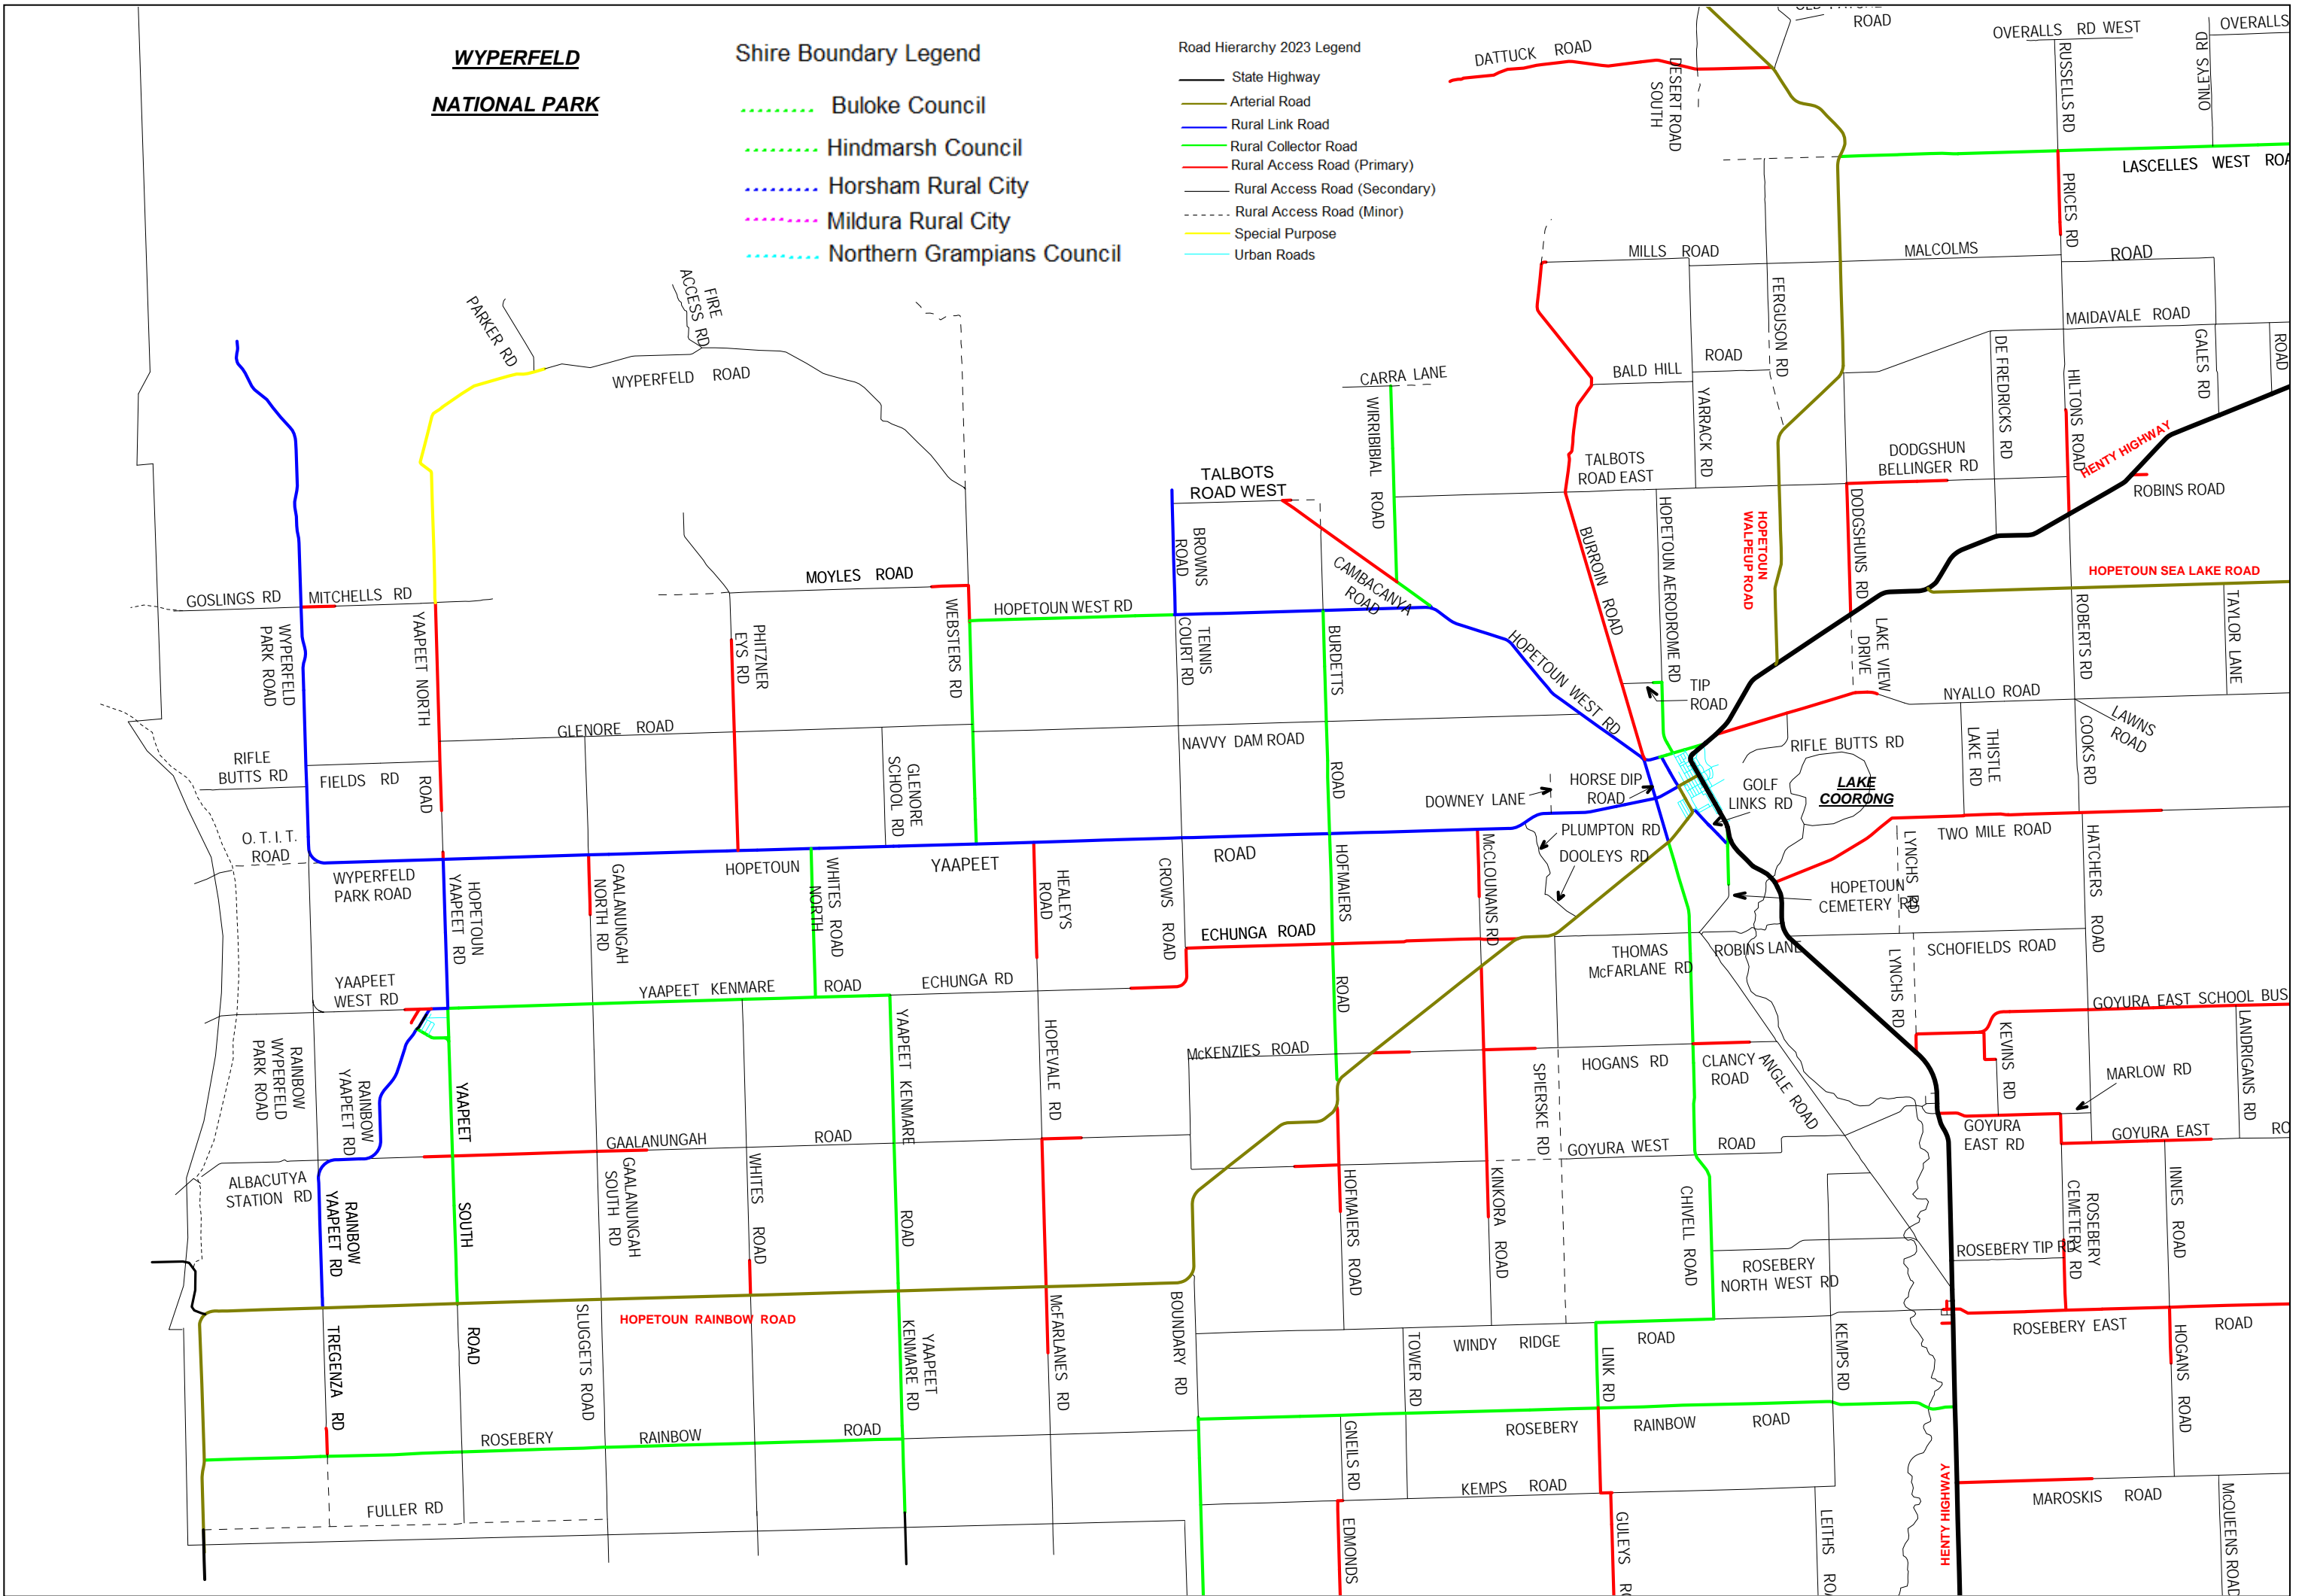 WYPERFELD
NATIONAL PARK
Shire Boundary Legend
Buloke Council
Hindmarsh Council
Horsham Rural City
Mildura Rural City
Northern Grampians Council
Road Hierarchy 2023 Legend
State Highway
Arterial Road
Rural Link Road
Rural Collector Road
Rural Access Road (Primary)
Rural Access Road (Secondary)
Rural Access Road (Minor)
Special Purpose
Urban Roads
ROAD
DATTUCK ROAD
DESERT ROAD
SOUTH
OVERALLS RD WEST
OVERALLS
RUSSELLS RD
ONLEYS RD
LASCELLES WEST ROA
PRICES RD
MILLS ROAD
MALCOLMS
ROAD
FERGUSON RD
MAIDAVALE ROAD
GALES RD
ROAD
DE FREDRICKS RD
HILTONS ROAD
HENTY HIGHWAY
PARKER RD
FIRE
ACCESS RD
WYPERFELD ROAD
CARRA LANE
WIRRIBIAL ROAD
BALD HILL
ROAD
YARRACK RD
TALBOTS
ROAD EAST
DODGSHUN
BELLINGER RD
ROBINS ROAD
TALBOTS
ROAD WEST
BROWNS
ROAD
CAMBACANYA
ROAD
BURROIN ROAD
HOPETOUN AERODROME RD
HOPETOUN
WALPEUP ROAD
DODGSHUNS RD
HOPETOUN SEA LAKE ROAD
GOSLINGS RD
MITCHELLS RD
MOYLES ROAD
WYPERFELD
PARK ROAD
YAAPEET NORTH
ROAD
PHITZNER
EYS RD
WEBSTERS RD
HOPETOUN WEST RD
TENNIS
COURT RD
BURDETTS
ROAD
HOPETOUN WEST RD
TIP
ROAD
LAKE VIEW
DRIVE
ROBERTS RD
TAYLOR LANE
NYALLO ROAD
LAWNS
ROAD
GLENORE ROAD
NAVVY DAM ROAD
RIFLE
BUTTS RD
FIELDS RD
GLENORE
SCHOOL RD
RIFLE BUTTS RD
THISTLE
LAKE RD
COOKS RD
LAKE
COORONG
HORSE DIP
ROAD
DOWNEY LANE
GOLF
LINKS RD
PLUMPTON RD
DOOLEYS RD
O. T. I. T.
ROAD
WYPERFELD
PARK ROAD
HOPETOUN
YAAPEET RD
GAALANUNGAH
NORTH RD
HOPETOUN
YAAPEET
ROAD
WHITES ROAD
NORTH
HEALEYS
ROAD
CROWS ROAD
HOFMAIERS
ROAD
McCLOUNANS RD
TWO MILE ROAD
LYNCHS RD
HATCHERS ROAD
HOPETOUN
CEMETERY RD
ECHUNGA ROAD
THOMAS
McFARLANE RD
ROBINS LANE
SCHOFIELDS ROAD
LYNCHS RD
YAAPEET
WEST RD
YAAPEET KENMARE
ROAD
ECHUNGA RD
GOYURA EAST SCHOOL BUS
RAINBOW
WYPERFELD
PARK ROAD
RAINBOW
YAAPEET RD
YAAPEET
SOUTH
ROAD
YAAPEET KENMARE
ROAD
HOPEVALE RD
McKENZIES ROAD
SPIERSKE RD
HOGANS RD
CLANCY
ROAD
ANGLE ROAD
KEVINS RD
MARLOW RD
LANDRIGANS RD
GAALANUNGAH
ROAD
GOYURA WEST
ROAD
GOYURA
EAST RD
GOYURA EAST
RO
ALBACUTYA
STATION RD
RAINBOW
YAAPEET RD
GAALANUNGAH
SOUTH RD
WHITES ROAD
HOFMAIERS ROAD
KINKORA ROAD
CHIVELL ROAD
ROSEBERY
NORTH WEST RD
ROSEBERY TIP RD
ROSEBERY
CEMETERY RD
INNES ROAD
HOPETOUN RAINBOW ROAD
TREGENZA RD
SLUGGETS ROAD
YAAPEET
KENMARE RD
McFARLANES RD
BOUNDARY RD
TOWER RD
WINDY RIDGE
ROAD
LINK RD
KEMPS RD
ROSEBERY EAST
ROAD
HOGANS ROAD
ROSEBERY
RAINBOW
ROAD
GNEILS RD
ROSEBERY
RAINBOW
ROAD
FULLER RD
KEMPS ROAD
EDMONDS
GULEYS
LEITHS
HENTY HIGHWAY
MAROSKIS ROAD
McQUEENS ROAD